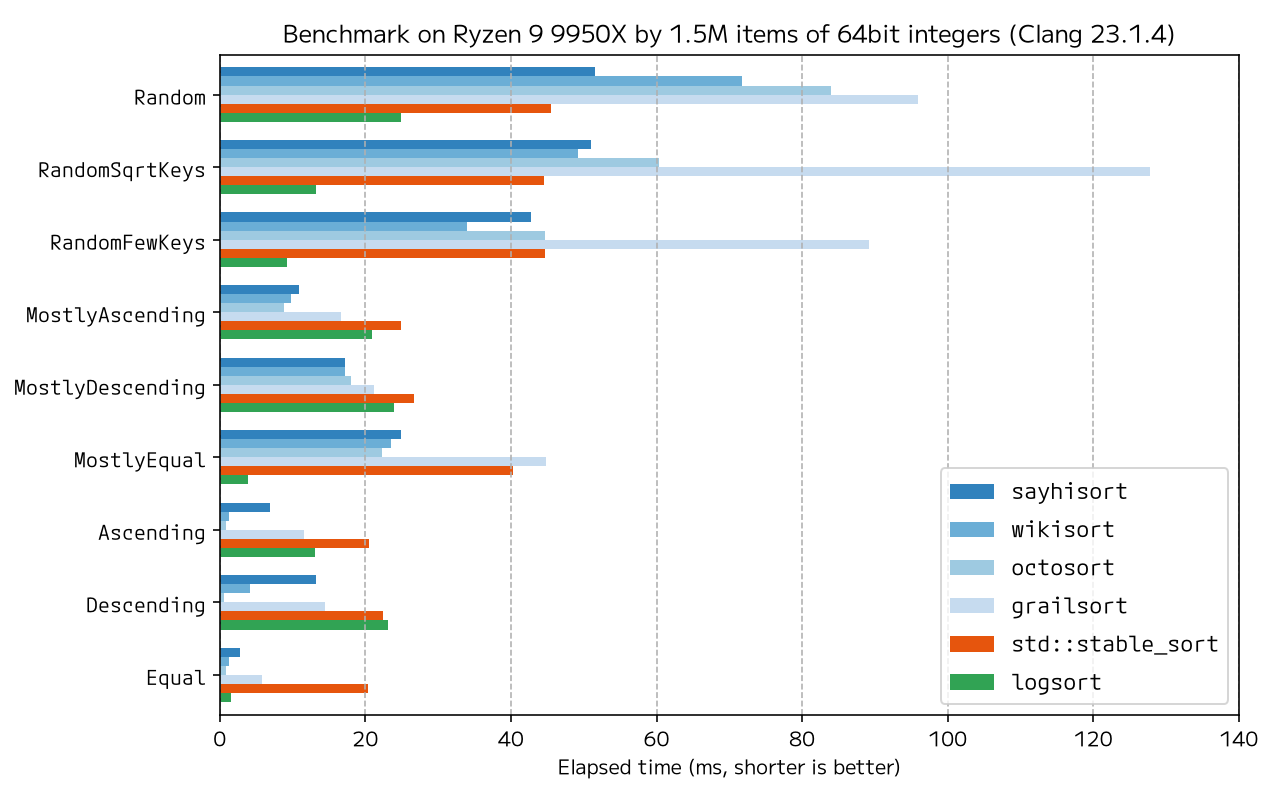 Benchmark on Ryzen 9 9950X by 1.5M items of 64bit integers (Clang 23.1.4)
Random
RandomSqrtKeys
RandomFewKeys
MostlyAscending
MostlyDescending
MostlyEqual
Ascending
Descending
Equal
sayhisort
wikisort
octosort
grailsort
std::stable_sort
logsort
0 20 40 60 80 100 120 140
Elapsed time (ms, shorter is better)